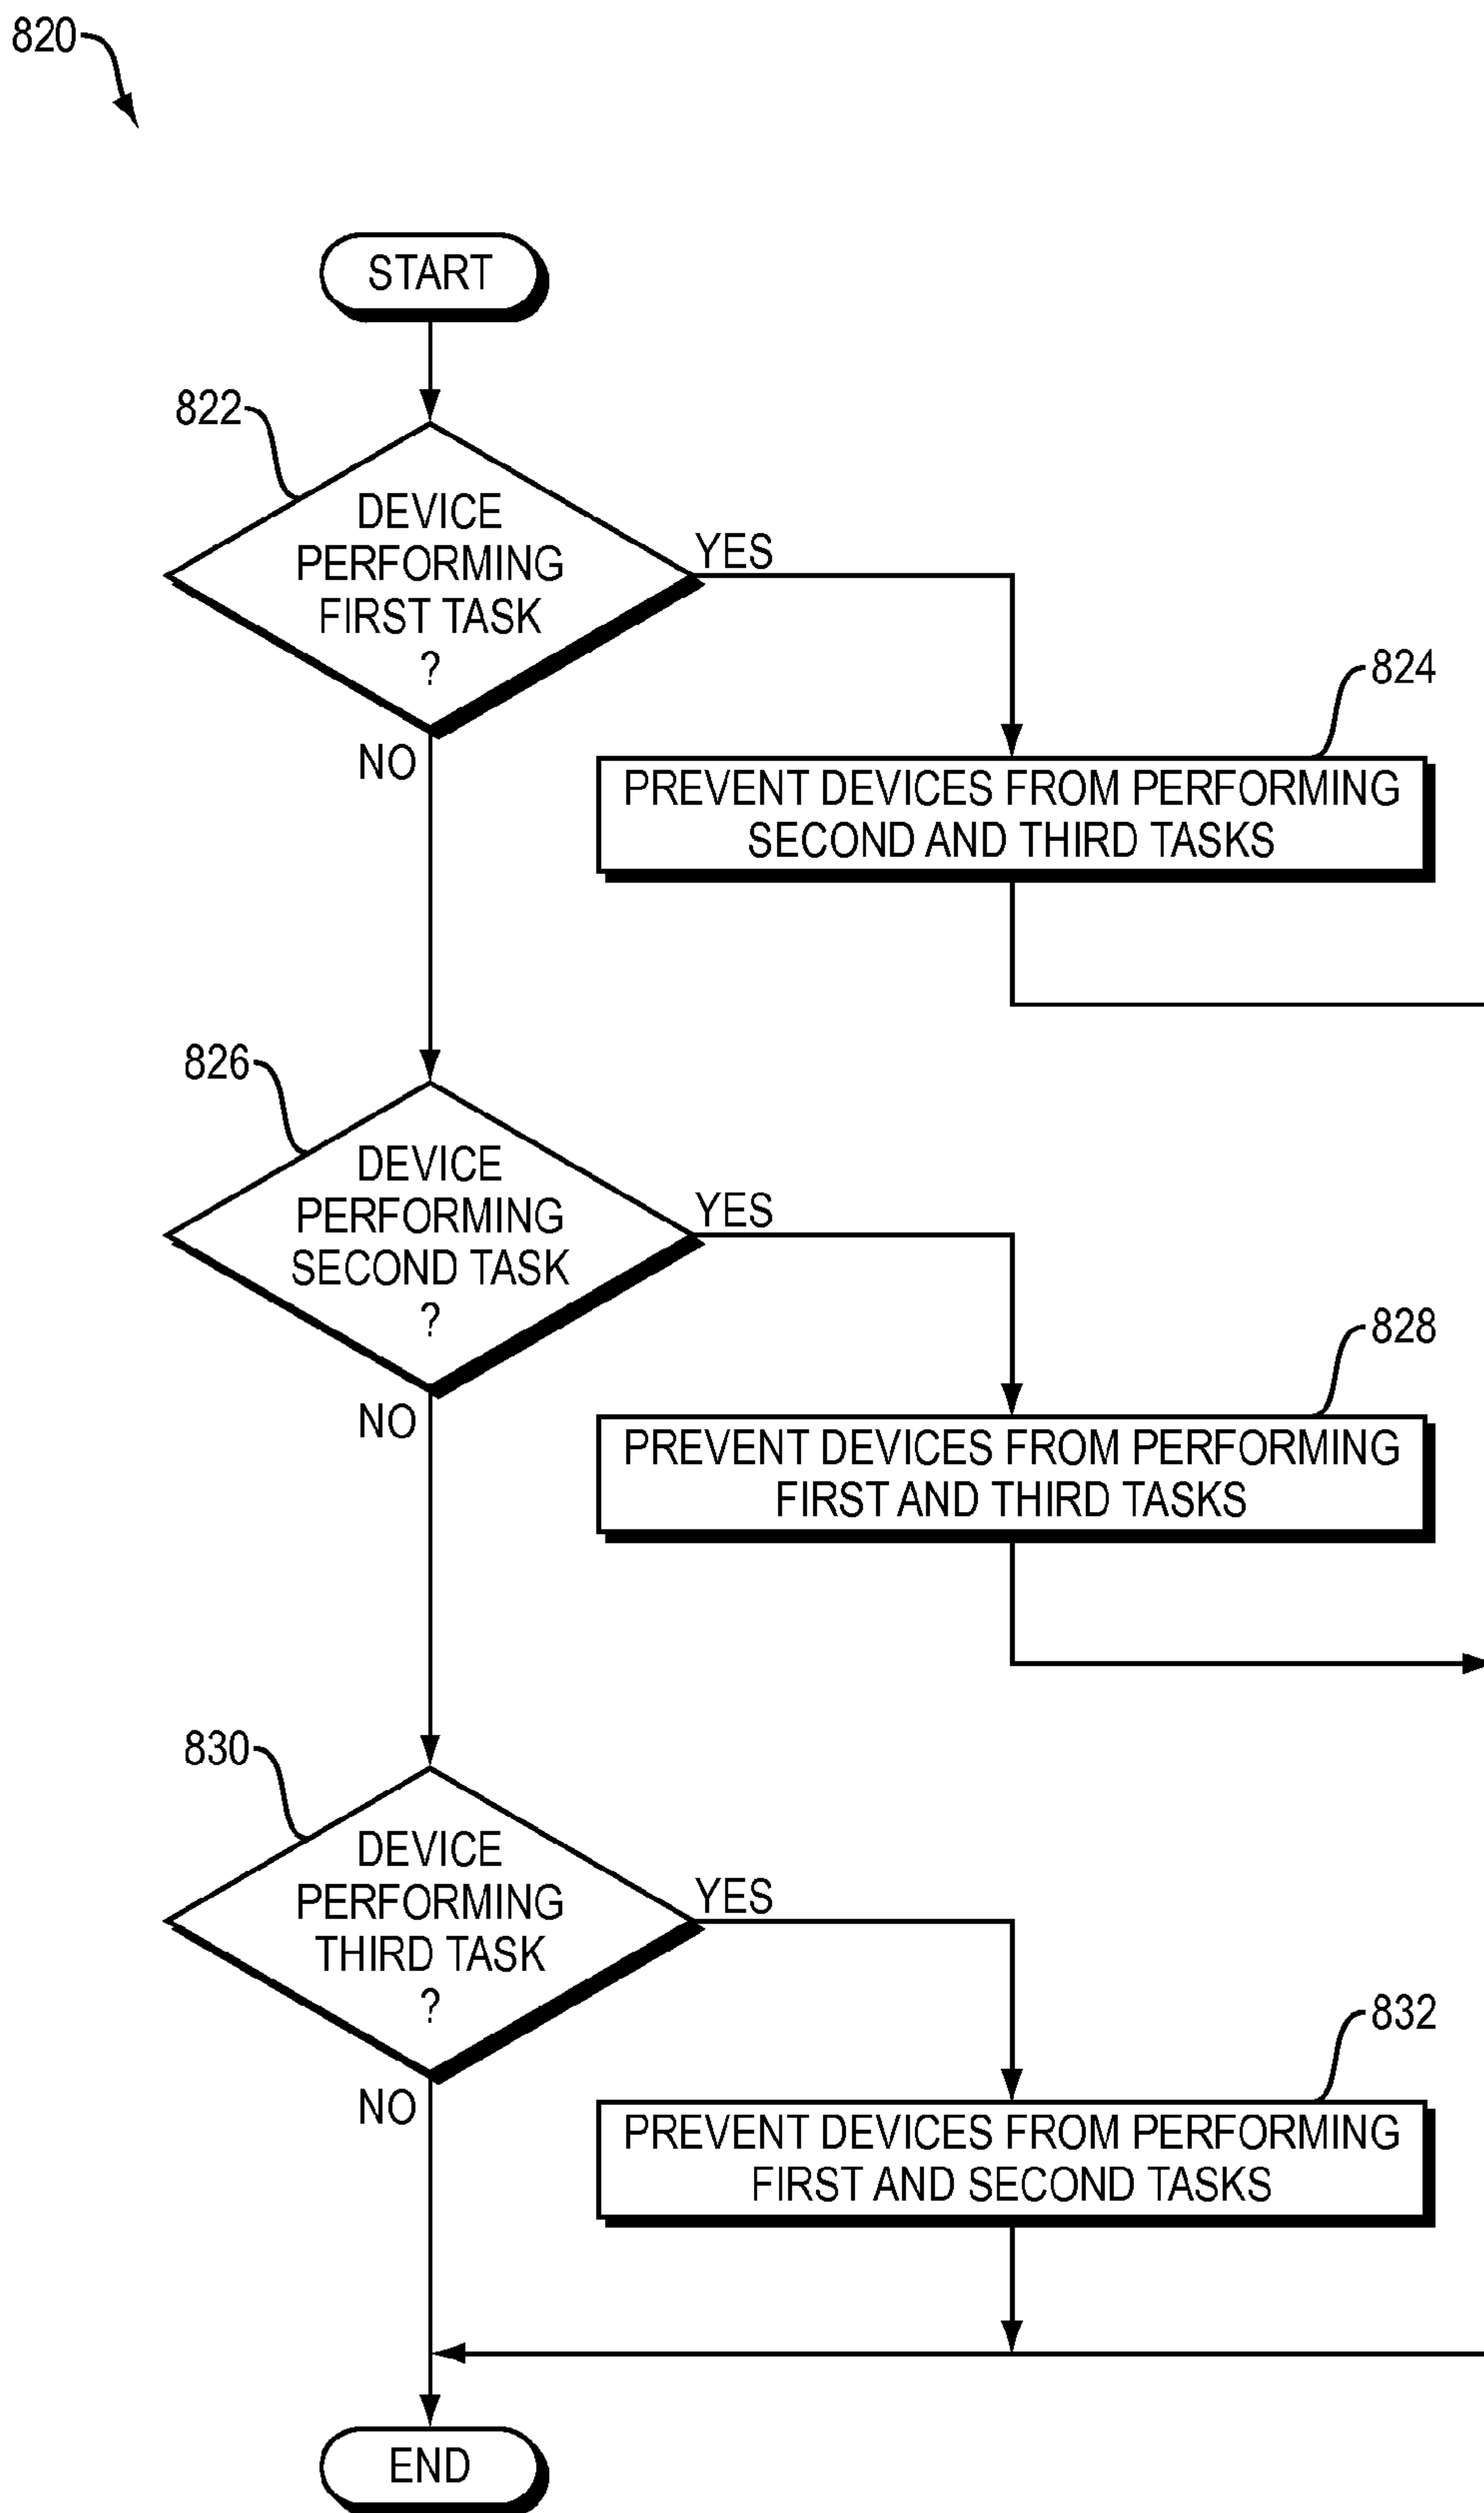 820
START
822
DEVICE
PERFORMING
FIRST TASK
?
YES
NO
824
PREVENT DEVICES FROM PERFORMING
SECOND AND THIRD TASKS
826
DEVICE
PERFORMING
SECOND TASK
?
YES
NO
828
PREVENT DEVICES FROM PERFORMING
FIRST AND THIRD TASKS
830
DEVICE
PERFORMING
THIRD TASK
?
YES
NO
832
PREVENT DEVICES FROM PERFORMING
FIRST AND SECOND TASKS
END